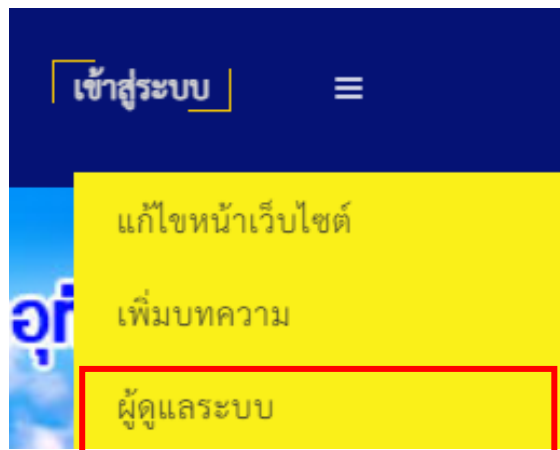 เข้าสู่ระบบ
แก้ไขหน้าเว็บไซต์
เพิ่มบทความ
ผู้ดูแลระบบ